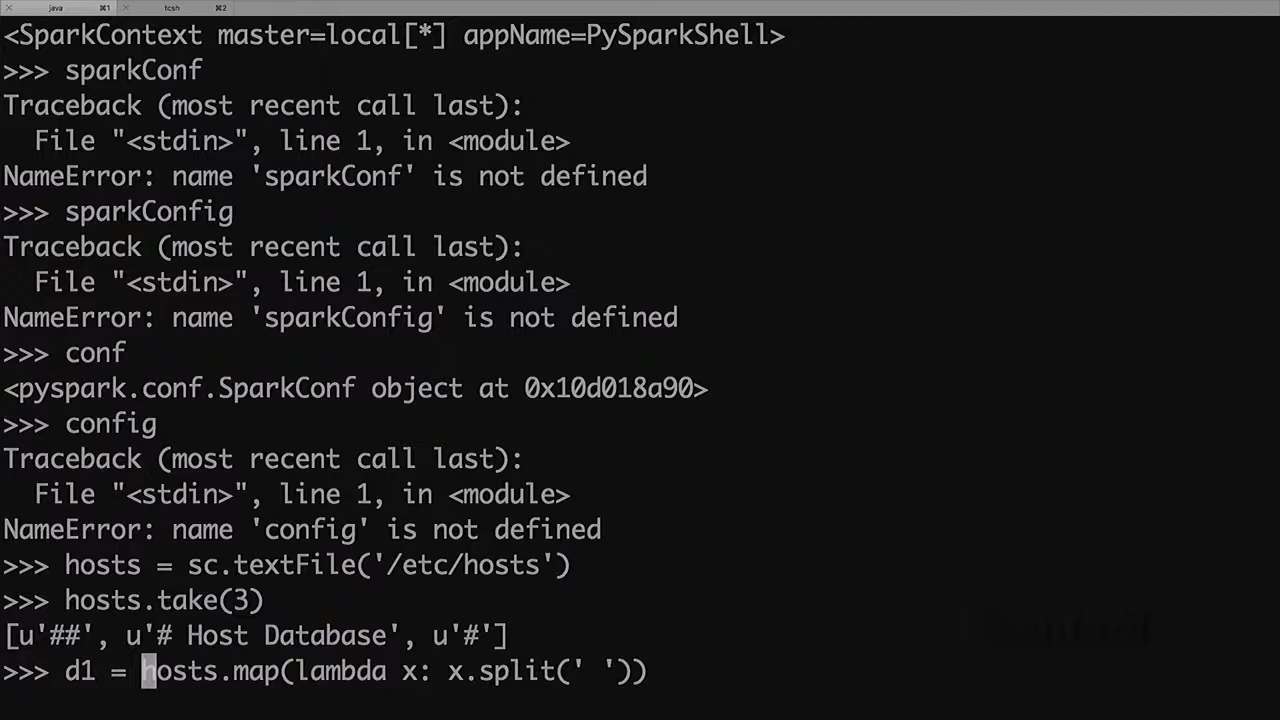 java ⌘1 tcsh ⌘2
<SparkContext master=local[*] appName=PySparkShell>
>>> sparkConf
Traceback (most recent call last):
  File "<stdin>", line 1, in <module>
NameError: name 'sparkConf' is not defined
>>> sparkConfig
Traceback (most recent call last):
  File "<stdin>", line 1, in <module>
NameError: name 'sparkConfig' is not defined
>>> conf
<pyspark.conf.SparkConf object at 0x10d018a90>
>>> config
Traceback (most recent call last):
  File "<stdin>", line 1, in <module>
NameError: name 'config' is not defined
>>> hosts = sc.textFile('/etc/hosts')
>>> hosts.take(3)
[u'##', u'# Host Database', u'#']
>>> d1 = hosts.map(lambda x: x.split(' '))